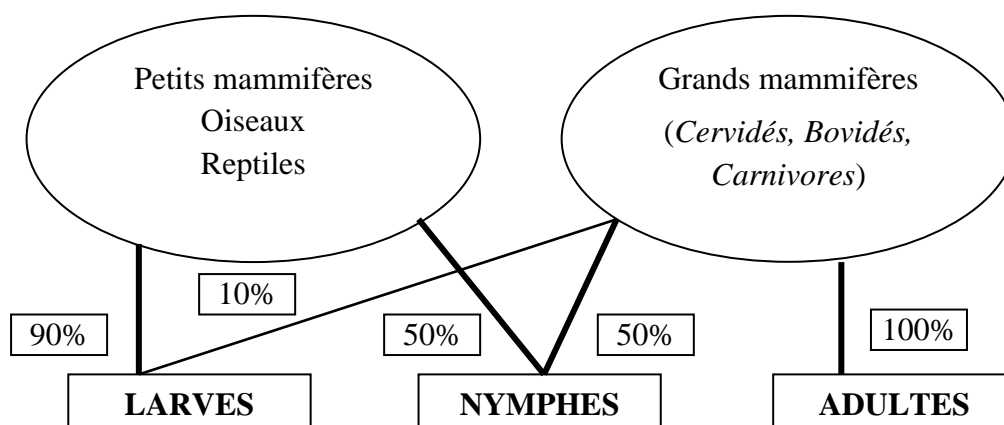 Petits mammifères
Oiseaux
Reptiles
Grands mammifères
(Cervidés, Bovidés,
Carnivores)
90%
10%
50%
50%
100%
LARVES
NYMPHES
ADULTES